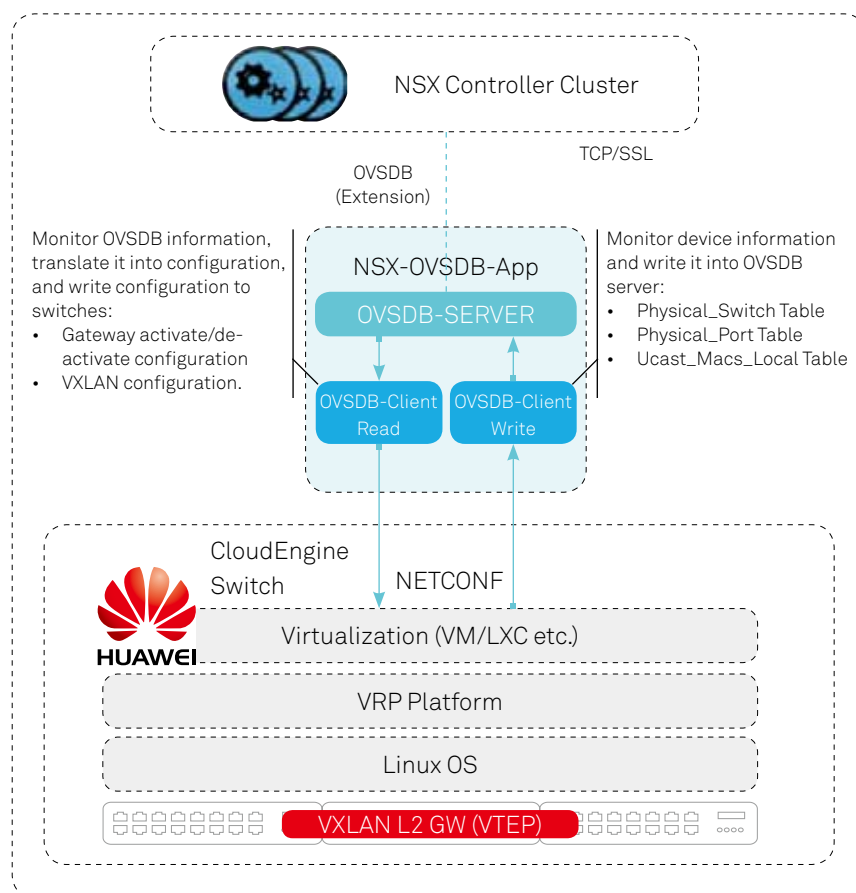 NSX Controller Cluster
TCP/SSL
OVSDB
(Extension)
Monitor OVSDB information,
translate it into configuration,
and write configuration to
switches:
• Gateway activate/de-
activate configuration
• VXLAN configuration.
NSX-OVSDB-App
OVSDB-SERVER
OVSDB-Client
Read
OVSDB-Client
Write
Monitor device information
and write it into OVSDB
server:
• Physical_Switch Table
• Physical_Port Table
• Ucast_Macs_Local Table
CloudEngine
Switch
NETCONF
HUAWEI
Virtualization (VM/LXC etc.)
VRP Platform
Linux OS
VXLAN L2 GW (VTEP)